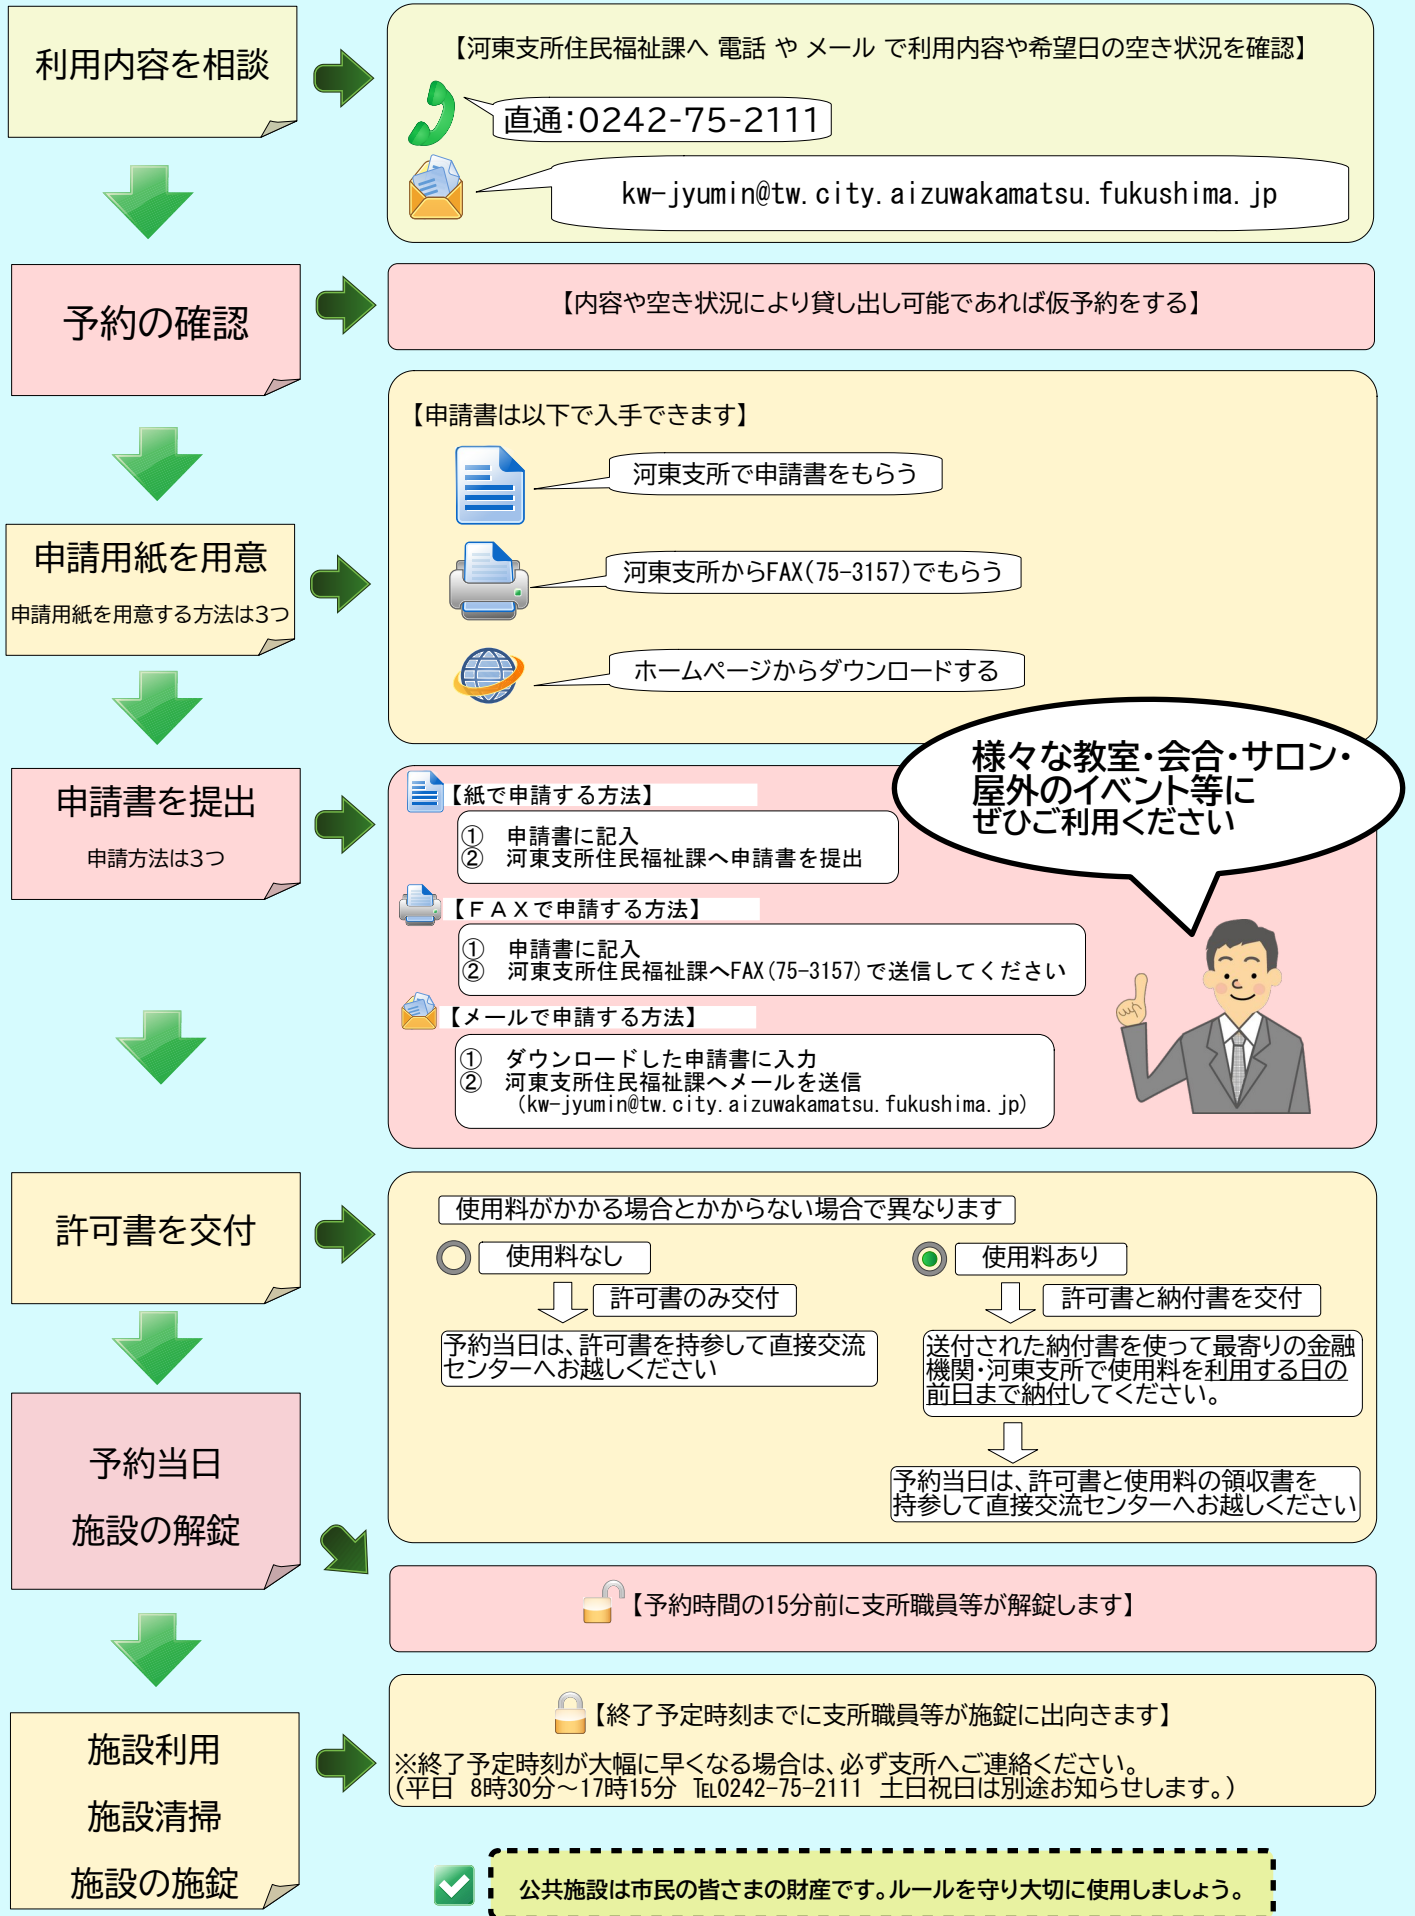 利用内容を相談
【河東支所住民福祉課へ 電話 や メール で利用内容や希望日の空き状況を確認】
直通:0242-75-2111
kw-jyumin@tw.city.aizuwakamatsu.fukushima.jp
予約の確認
【内容や空き状況により貸し出し可能であれば仮予約をする】
申請用紙を用意
申請用紙を用意する方法は3つ
【申請書は以下で入手できます】
河東支所で申請書をもらう
河東支所からFAX(75-3157)でもらう
ホームページからダウンロードする
様々な教室・会合・サロン・
屋外のイベント等に
ぜひご利用ください
申請書を提出
申請方法は3つ
【紙で申請する方法】
① 申請書に記入
② 河東支所住民福祉課へ申請書を提出
【ＦＡＸで申請する方法】
① 申請書に記入
② 河東支所住民福祉課へFAX(75-3157)で送信してください
【メールで申請する方法】
① ダウンロードした申請書に入力
② 河東支所住民福祉課へメールを送信
(kw-jyumin@tw.city.aizuwakamatsu.fukushima.jp)
許可書を交付
使用料がかかる場合とかからない場合で異なります
使用料なし
許可書のみ交付
予約当日は、許可書を持参して直接交流
センターへお越しください
使用料あり
許可書と納付書を交付
送付された納付書を使って最寄りの金融
機関・河東支所で使用料を利用する日の
前日まで納付してください。
予約当日は、許可書と使用料の領収書を
持参して直接交流センターへお越しください
予約当日
施設の解錠
【予約時間の15分前に支所職員等が解錠します】
施設利用
施設清掃
施設の施錠
【終了予定時刻までに支所職員等が施錠に出向きます】
※終了予定時刻が大幅に早くなる場合は、必ず支所へご連絡ください。
(平日 8時30分～17時15分 ℡0242-75-2111 土日祝日は別途お知らせします。)
公共施設は市民の皆さまの財産です。ルールを守り大切に使用しましょう。